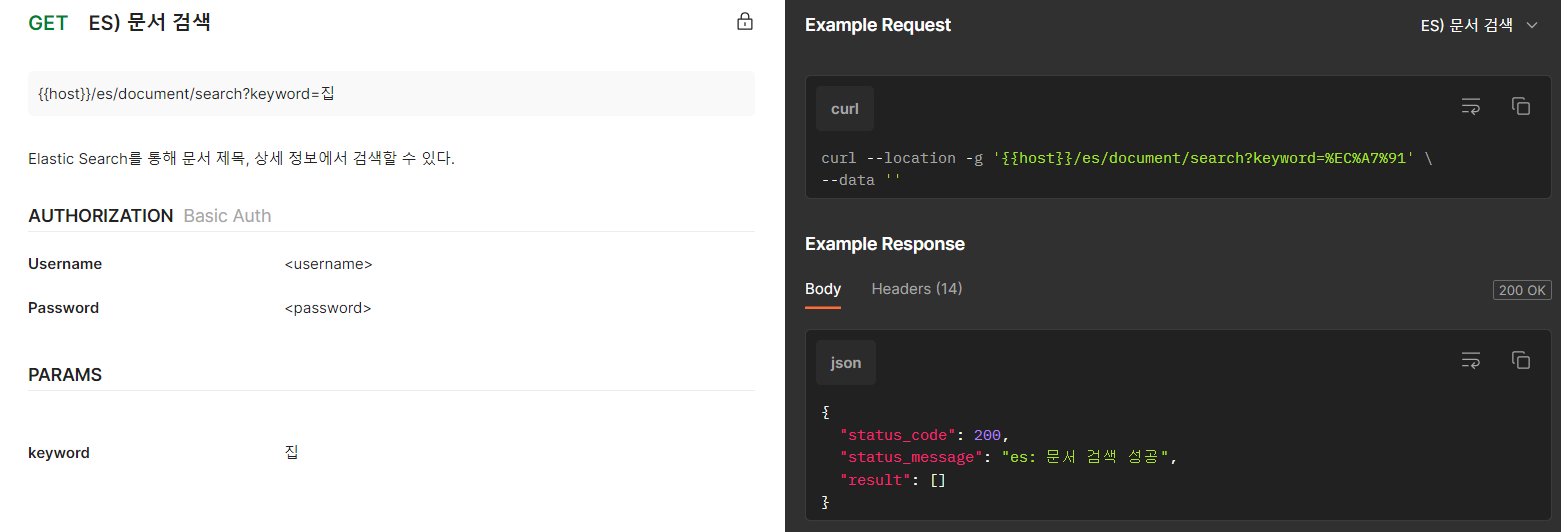 GET ES) 문서 검색
{{host}}/es/document/search?keyword=집
Elastic Search를 통해 문서 제목, 상세 정보에서 검색할 수 있다.
AUTHORIZATION Basic Auth
Username <username>
Password <password>
PARAMS
keyword 집
Example Request ES) 문서 검색
curl
curl --location -g '{{host}}/es/document/search?keyword=%EC%A7%91' \
--data ''
Example Response
Body Headers (14) 200 OK
json
{
  "status_code": 200,
  "status_message": "es: 문서 검색 성공",
  "result": []
}